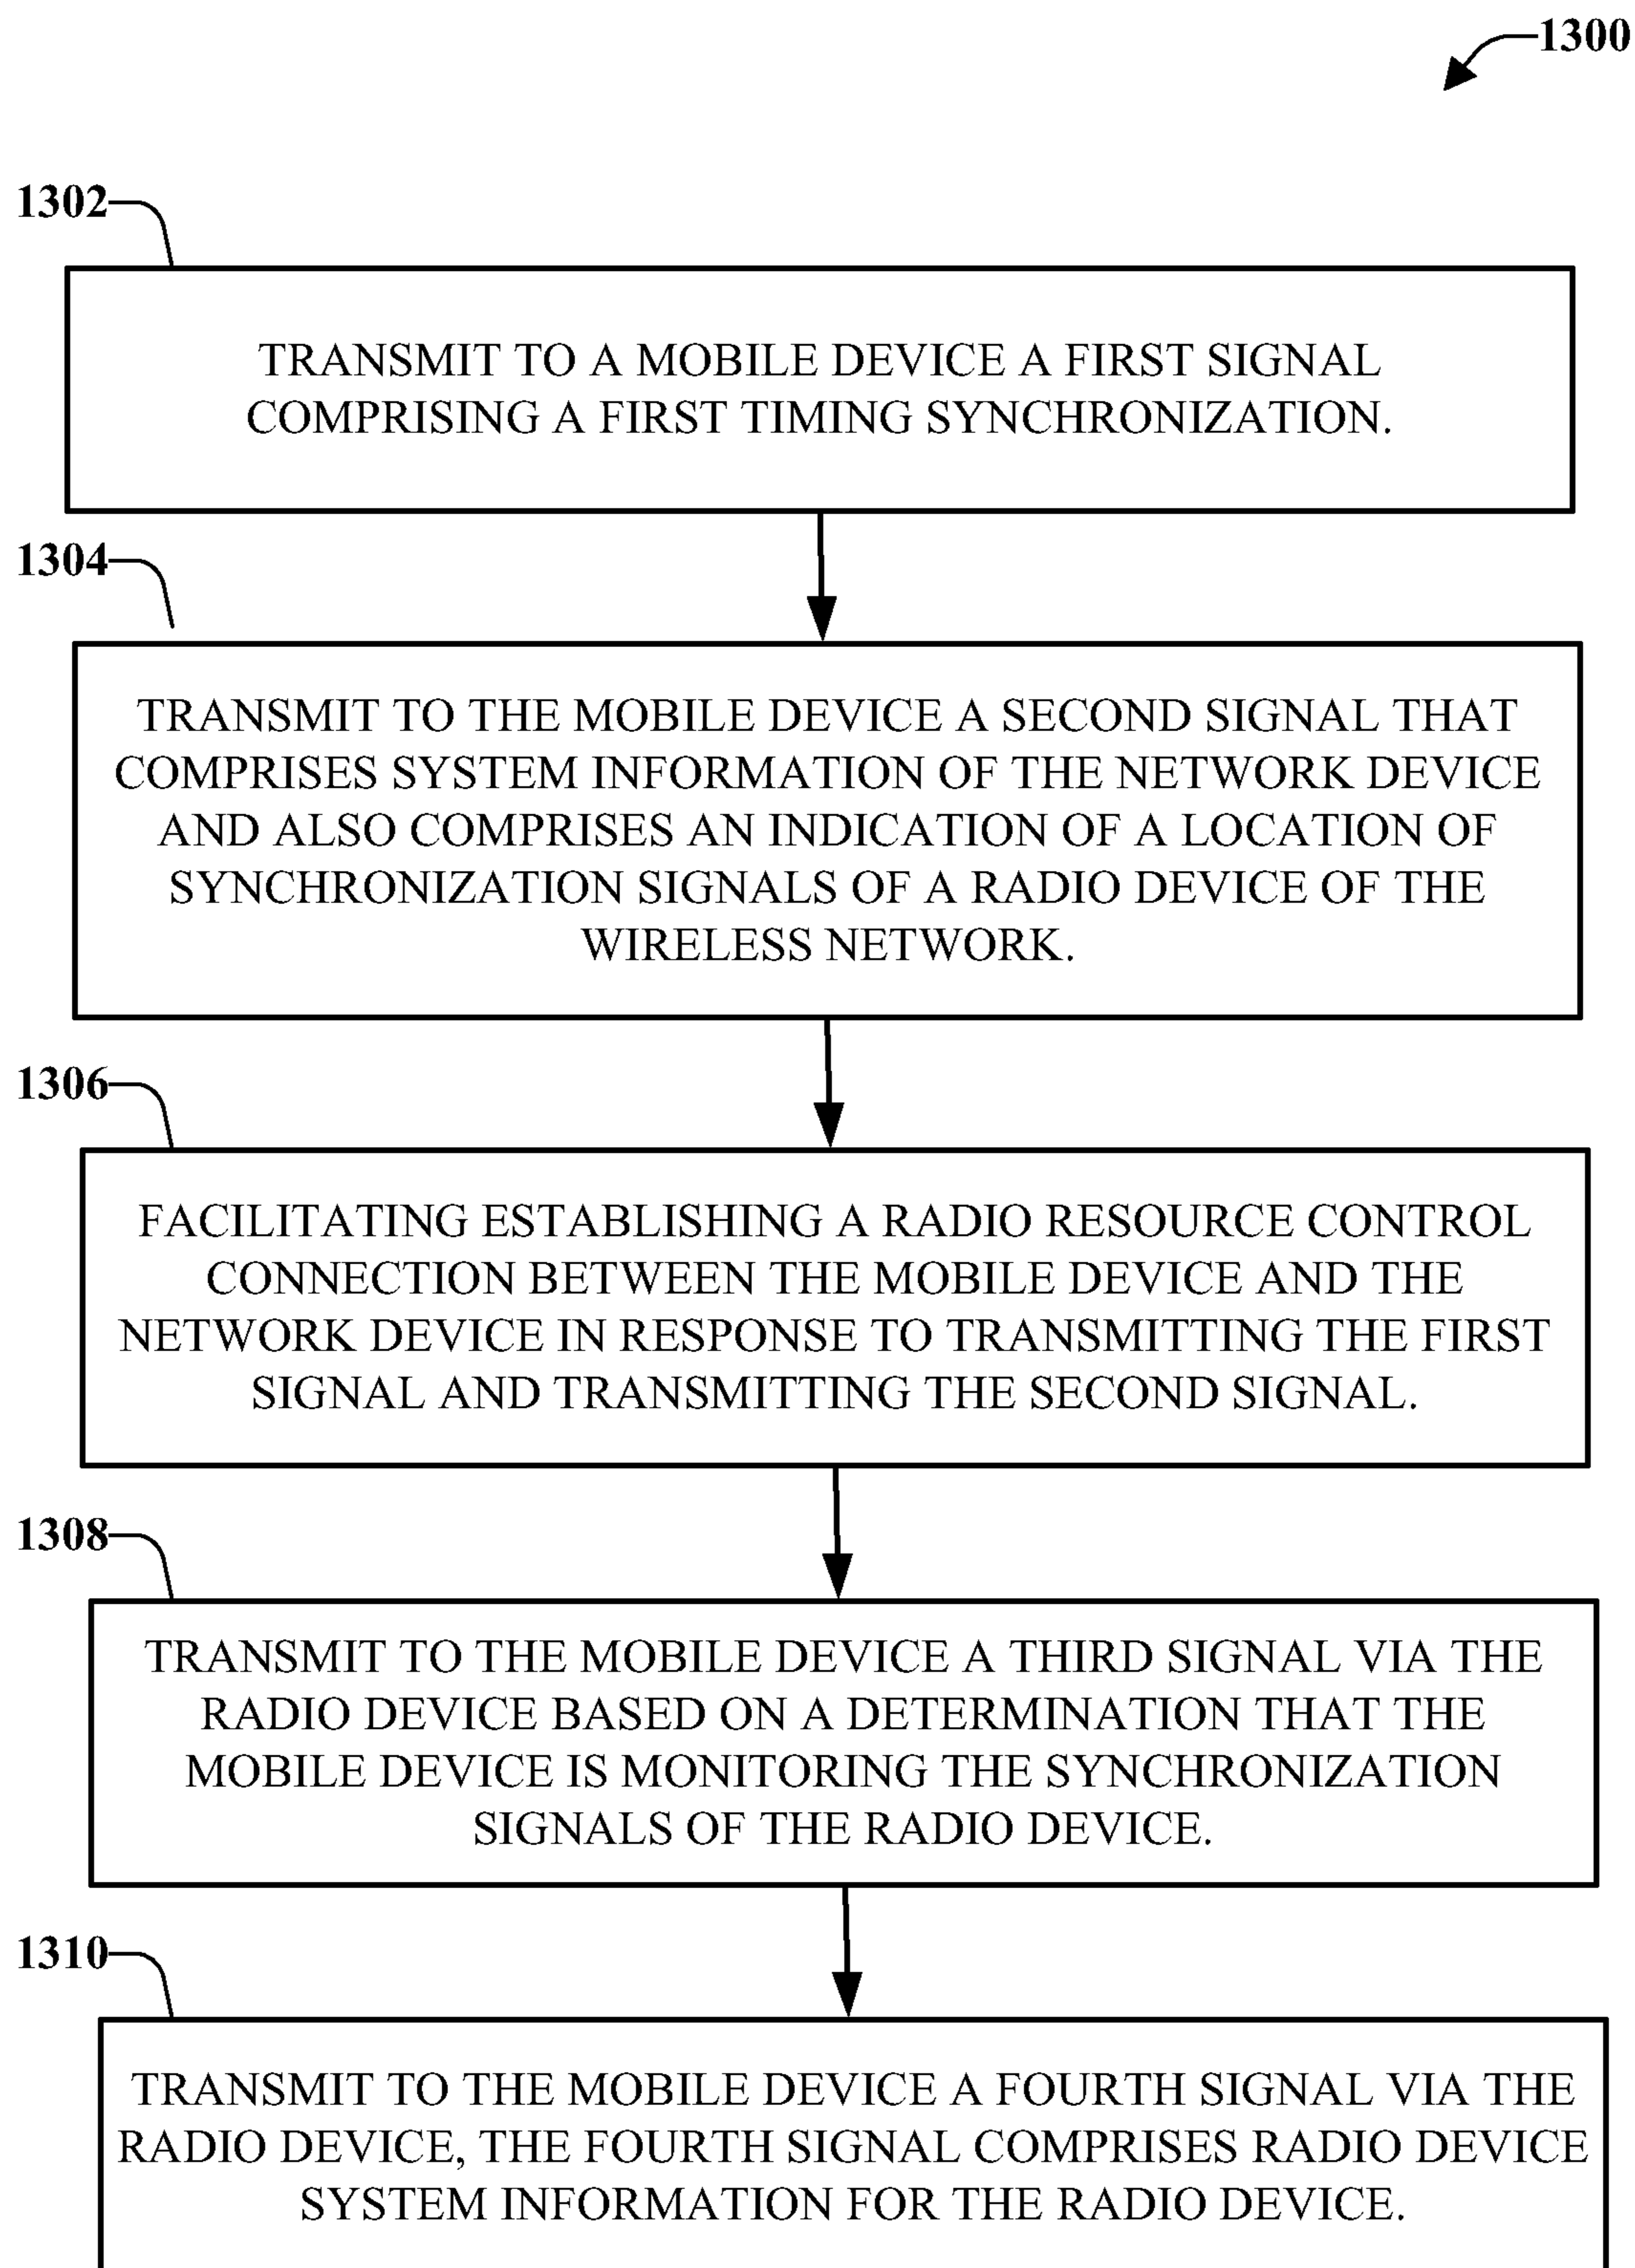 1300
1302
TRANSMIT TO A MOBILE DEVICE A FIRST SIGNAL
COMPRISING A FIRST TIMING SYNCHRONIZATION.
1304
TRANSMIT TO THE MOBILE DEVICE A SECOND SIGNAL THAT
COMPRISES SYSTEM INFORMATION OF THE NETWORK DEVICE
AND ALSO COMPRISES AN INDICATION OF A LOCATION OF
SYNCHRONIZATION SIGNALS OF A RADIO DEVICE OF THE
WIRELESS NETWORK.
1306
FACILITATING ESTABLISHING A RADIO RESOURCE CONTROL
CONNECTION BETWEEN THE MOBILE DEVICE AND THE
NETWORK DEVICE IN RESPONSE TO TRANSMITTING THE FIRST
SIGNAL AND TRANSMITTING THE SECOND SIGNAL.
1308
TRANSMIT TO THE MOBILE DEVICE A THIRD SIGNAL VIA THE
RADIO DEVICE BASED ON A DETERMINATION THAT THE
MOBILE DEVICE IS MONITORING THE SYNCHRONIZATION
SIGNALS OF THE RADIO DEVICE.
1310
TRANSMIT TO THE MOBILE DEVICE A FOURTH SIGNAL VIA THE
RADIO DEVICE, THE FOURTH SIGNAL COMPRISES RADIO DEVICE
SYSTEM INFORMATION FOR THE RADIO DEVICE.